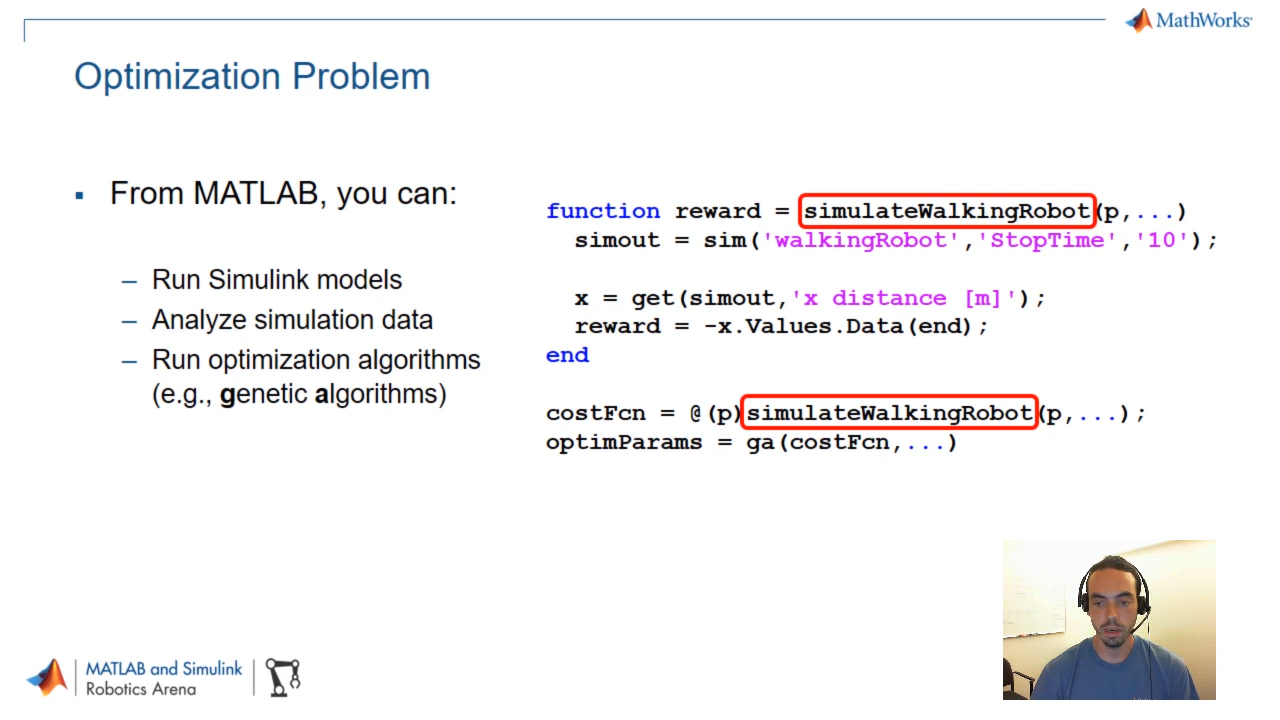 MathWorks
Optimization Problem
From MATLAB, you can:
– Run Simulink models
– Analyze simulation data
– Run optimization algorithms
(e.g., genetic algorithms)
function reward = simulateWalkingRobot(p,...)
simout = sim('walkingRobot','StopTime','10');
x = get(simout,'x distance [m]');
reward = -x.Values.Data(end);
end
costFcn = @(p)simulateWalkingRobot(p,...);
optimParams = ga(costFcn,...)
MATLAB and Simulink
Robotics Arena